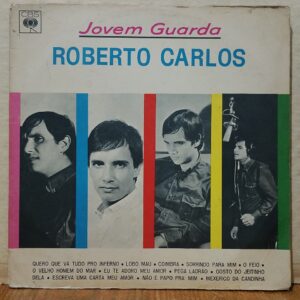 CBS
Jovem Guarda
ROBERTO CARLOS
QUERO QUE VÁ TUDO PRO INFERNO • LOBO MAU • COIMBRA • SORRINDO PARA MIM • O FEIO •
O VELHO HOMEM DO MAR • EU TE ADORO MEU AMOR • PEGA LADRÃO • GOSTO DO JEITINHO
DELA • ESCREVA UMA CARTA MEU AMOR • NÃO É PAPO PRA MIM • MEXERICO DA CANDINHA